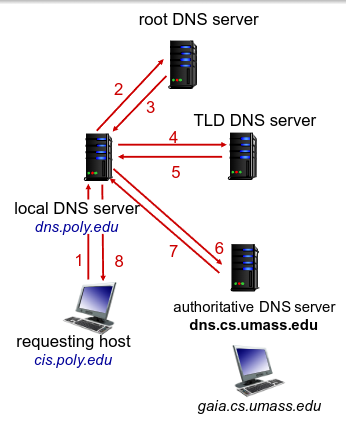 root DNS server
2
3
TLD DNS server
4
5
local DNS server
dns.poly.edu
6
7
1
8
authoritative DNS server
dns.cs.umass.edu
requesting host
cis.poly.edu
gaia.cs.umass.edu